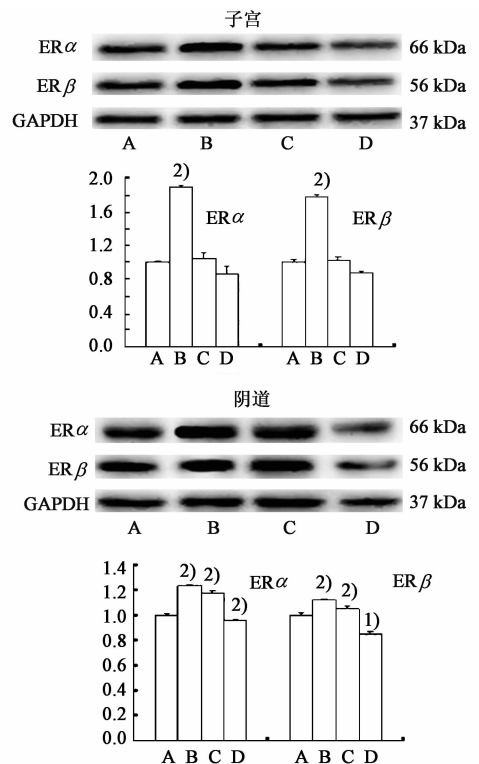 子宫
ERα 66 kDa
ERβ 56 kDa
GAPDH 37 kDa
A B C D
2.0
1.6
1.2
0.8
0.4
0.0
2) ERα
2) ERβ
A B C D A B C D
阴道
ERα 66 kDa
ERβ 56 kDa
GAPDH 37 kDa
A B C D
1.4
1.2
1.0
0.8
0.6
0.4
0.2
0.0
2) 2) 2) ERα
2) 2) 1) ERβ
A B C D A B C D